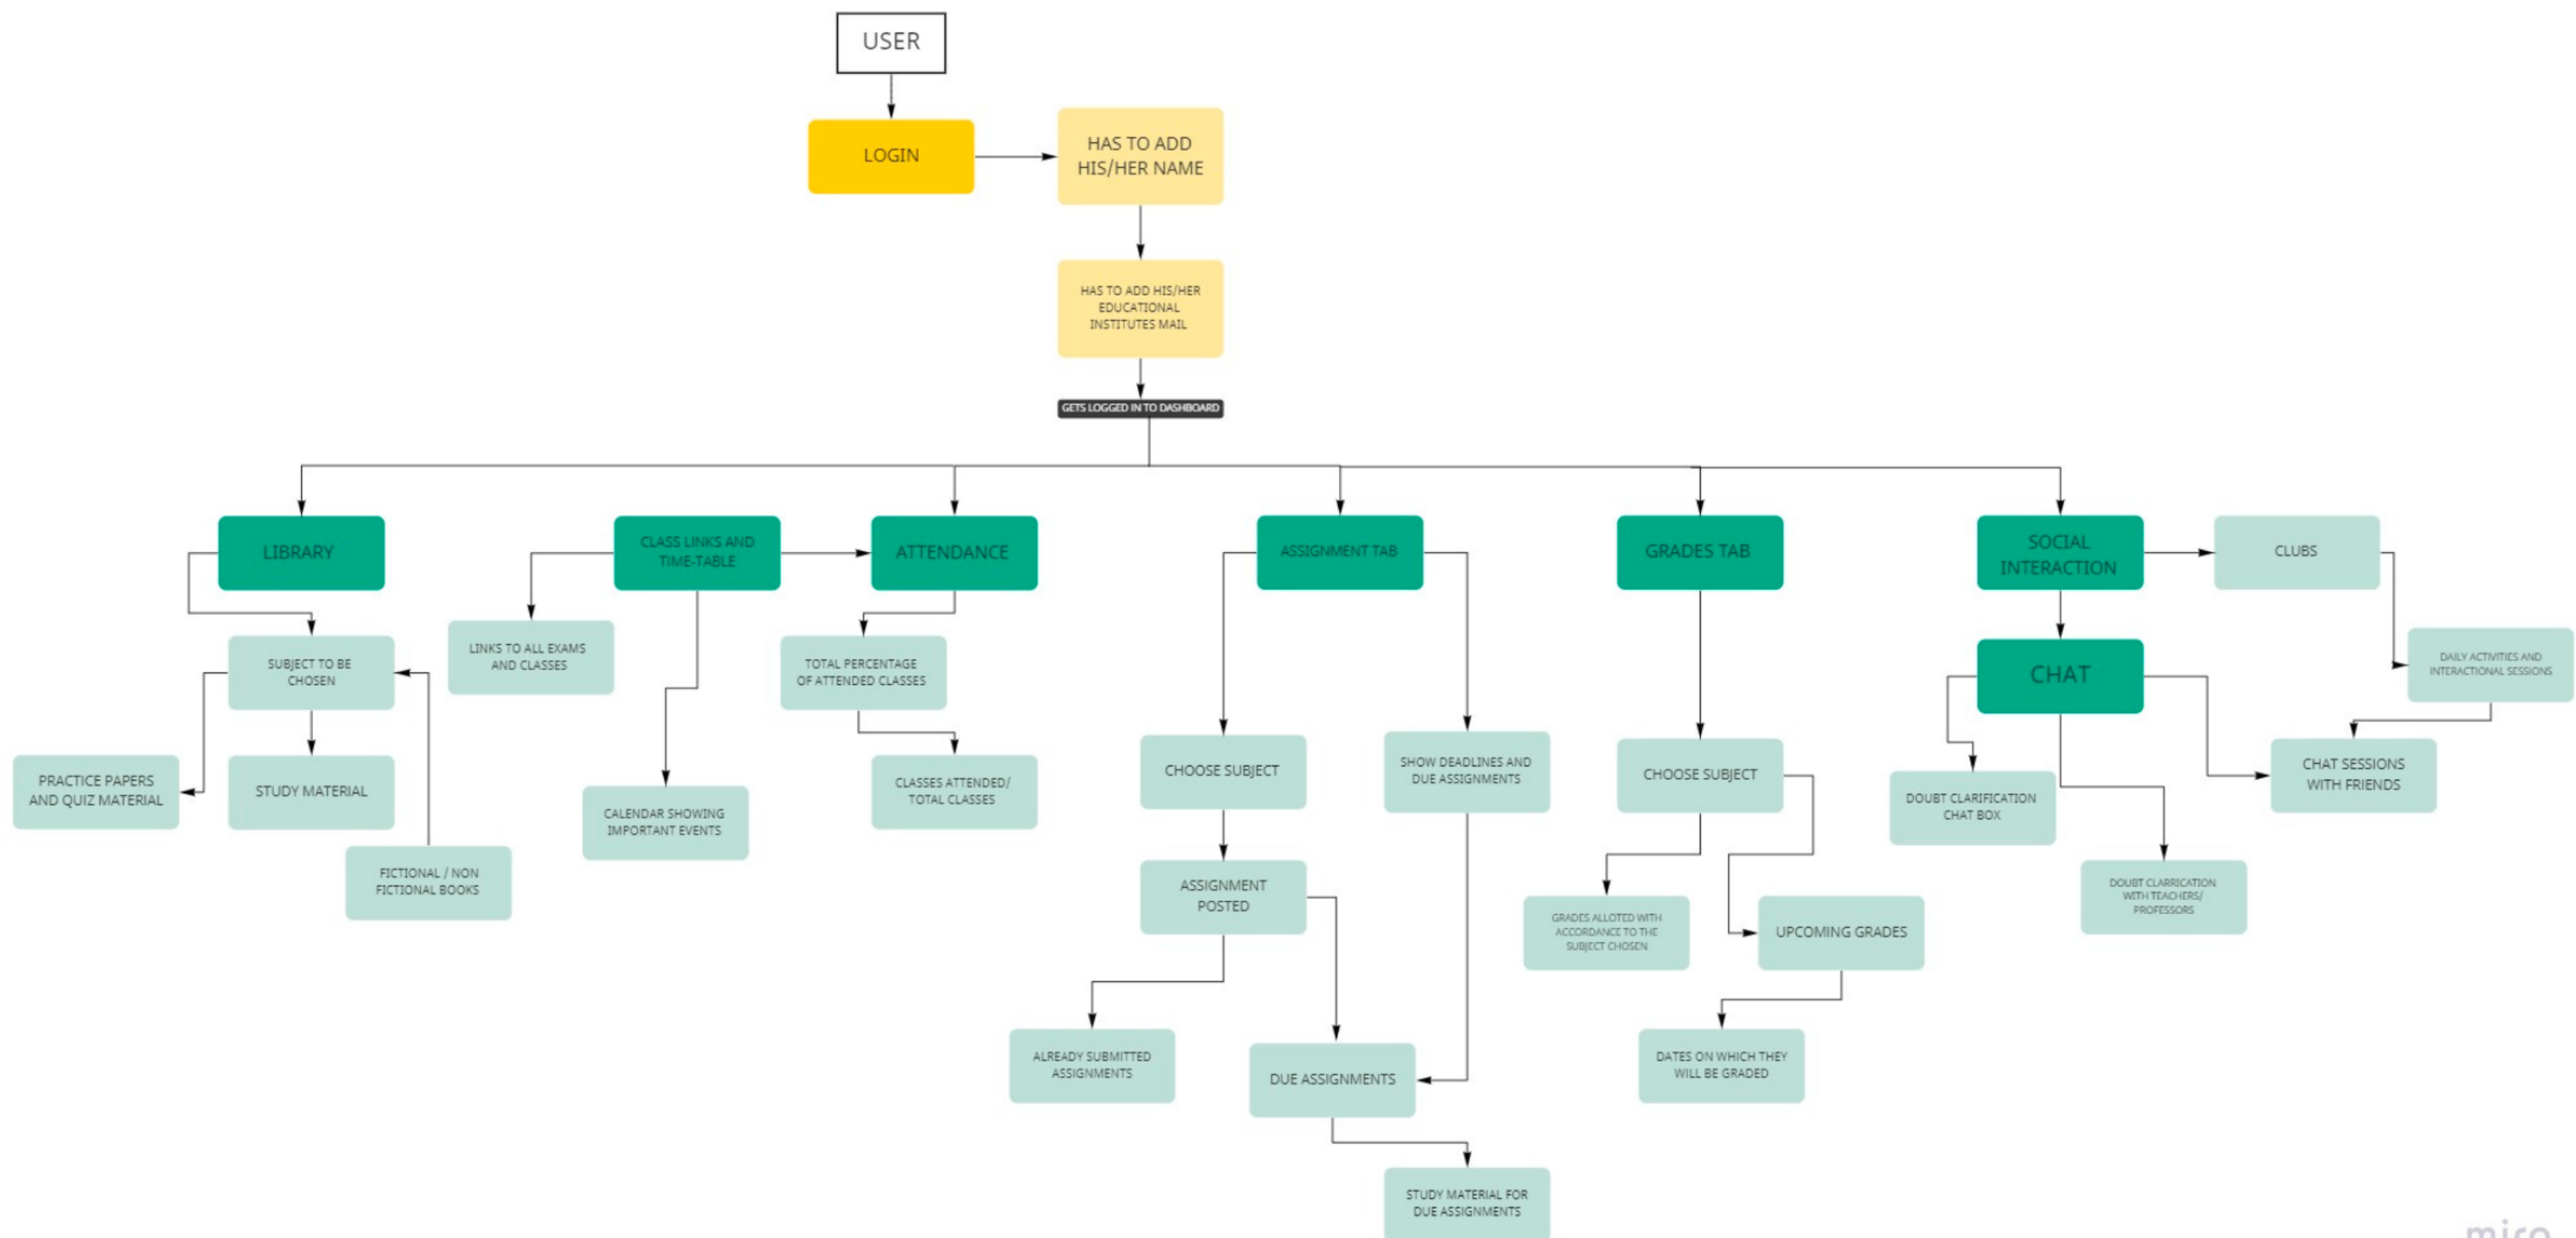 USER
LOGIN
HAS TO ADD
HIS/HER NAME
HAS TO ADD HIS/HER
EDUCATIONAL
INSTITUTES MAIL
GETS LOGGED IN TO DASHBOARD
LIBRARY
CLASS LINKS AND
TIME-TABLE
ATTENDANCE
ASSIGNMENT TAB
GRADES TAB
SOCIAL
INTERACTION
CLUBS
LINKS TO ALL EXAMS
AND CLASSES
SUBJECT TO BE
CHOSEN
TOTAL PERCENTAGE
OF ATTENDED CLASSES
CHAT
DAILY ACTIVITIES AND
INTERACTIONAL SESSIONS
PRACTICE PAPERS
AND QUIZ MATERIAL
STUDY MATERIAL
CALENDAR SHOWING
IMPORTANT EVENTS
CLASSES ATTENDED/
TOTAL CLASSES
CHOOSE SUBJECT
SHOW DEADLINES AND
DUE ASSIGNMENTS
CHOOSE SUBJECT
DOUBT CLARIFICATION
CHAT BOX
CHAT SESSIONS
WITH FRIENDS
FICTIONAL / NON
FICTIONAL BOOKS
ASSIGNMENT
POSTED
GRADES ALLOTED WITH
ACCORDANCE TO THE
SUBJECT CHOSEN
UPCOMING GRADES
DOUBT CLARRICATION
WITH TEACHERS/
PROFESSORS
ALREADY SUBMITTED
ASSIGNMENTS
DUE ASSIGNMENTS
DATES ON WHICH THEY
WILL BE GRADED
STUDY MATERIAL FOR
DUE ASSIGNMENTS
miro